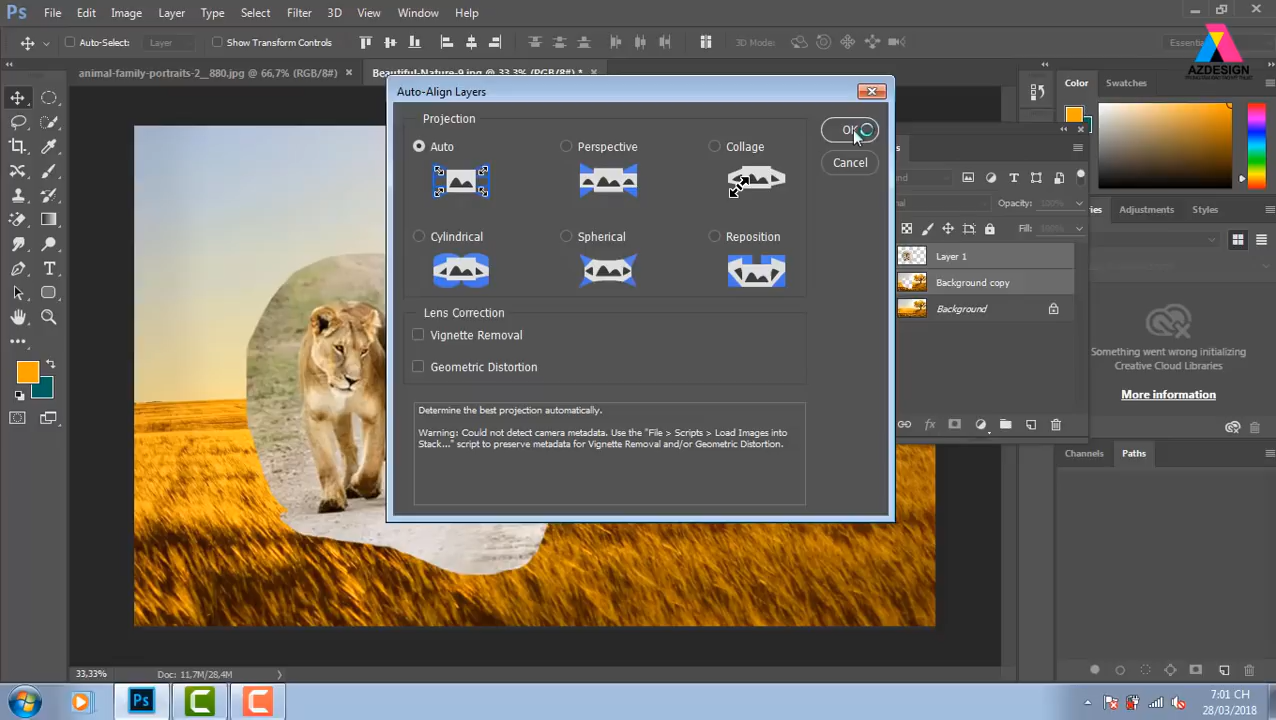 Ps File Edit Image Layer Type Select Filter 3D View Window Help
Auto-Select: Layer Show Transform Controls 3D Mode: Essenti
AZDESIGN
animal-family-portraits-2__880.jpg @ 66,7% (RGB/8#) × Beautiful-Nature-9.jpg @ 33,3% (RGB/8#) * ×
Color Swatches
Auto-Align Layers
Projection
Auto Perspective Collage
OK
Cancel
Cylindrical Spherical Reposition
Lens Correction
Vignette Removal
Geometric Distortion
Determine the best projection automatically.
Warning: Could not detect camera metadata. Use the "File > Scripts > Load Images into
Stack..." script to preserve metadata for Vignette Removal and/or Geometric Distortion.
Opacity: 100%
Fill: 100%
Layer 1
Background copy
Background
Adjustments Styles
Something went wrong initializing
Creative Cloud Libraries
More information
Channels Paths
33,33% Doc: 11,7M/28,4M
Ps
7:01 CH
28/03/2018